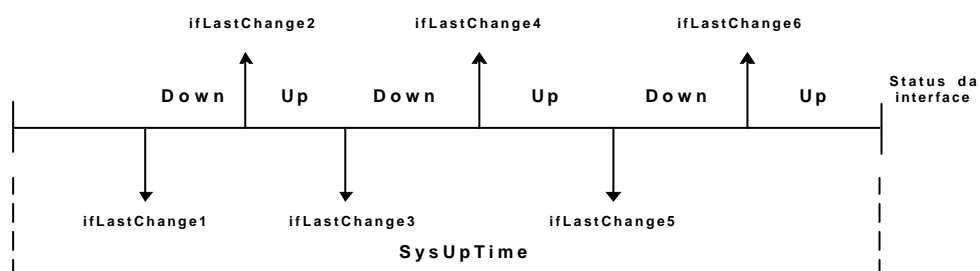 ifLastChange2
ifLastChange4
ifLastChange6
Down
Up
Down
Up
Down
Up
Status da
interface
ifLastChange1
ifLastChange3
ifLastChange5
SysUpTime